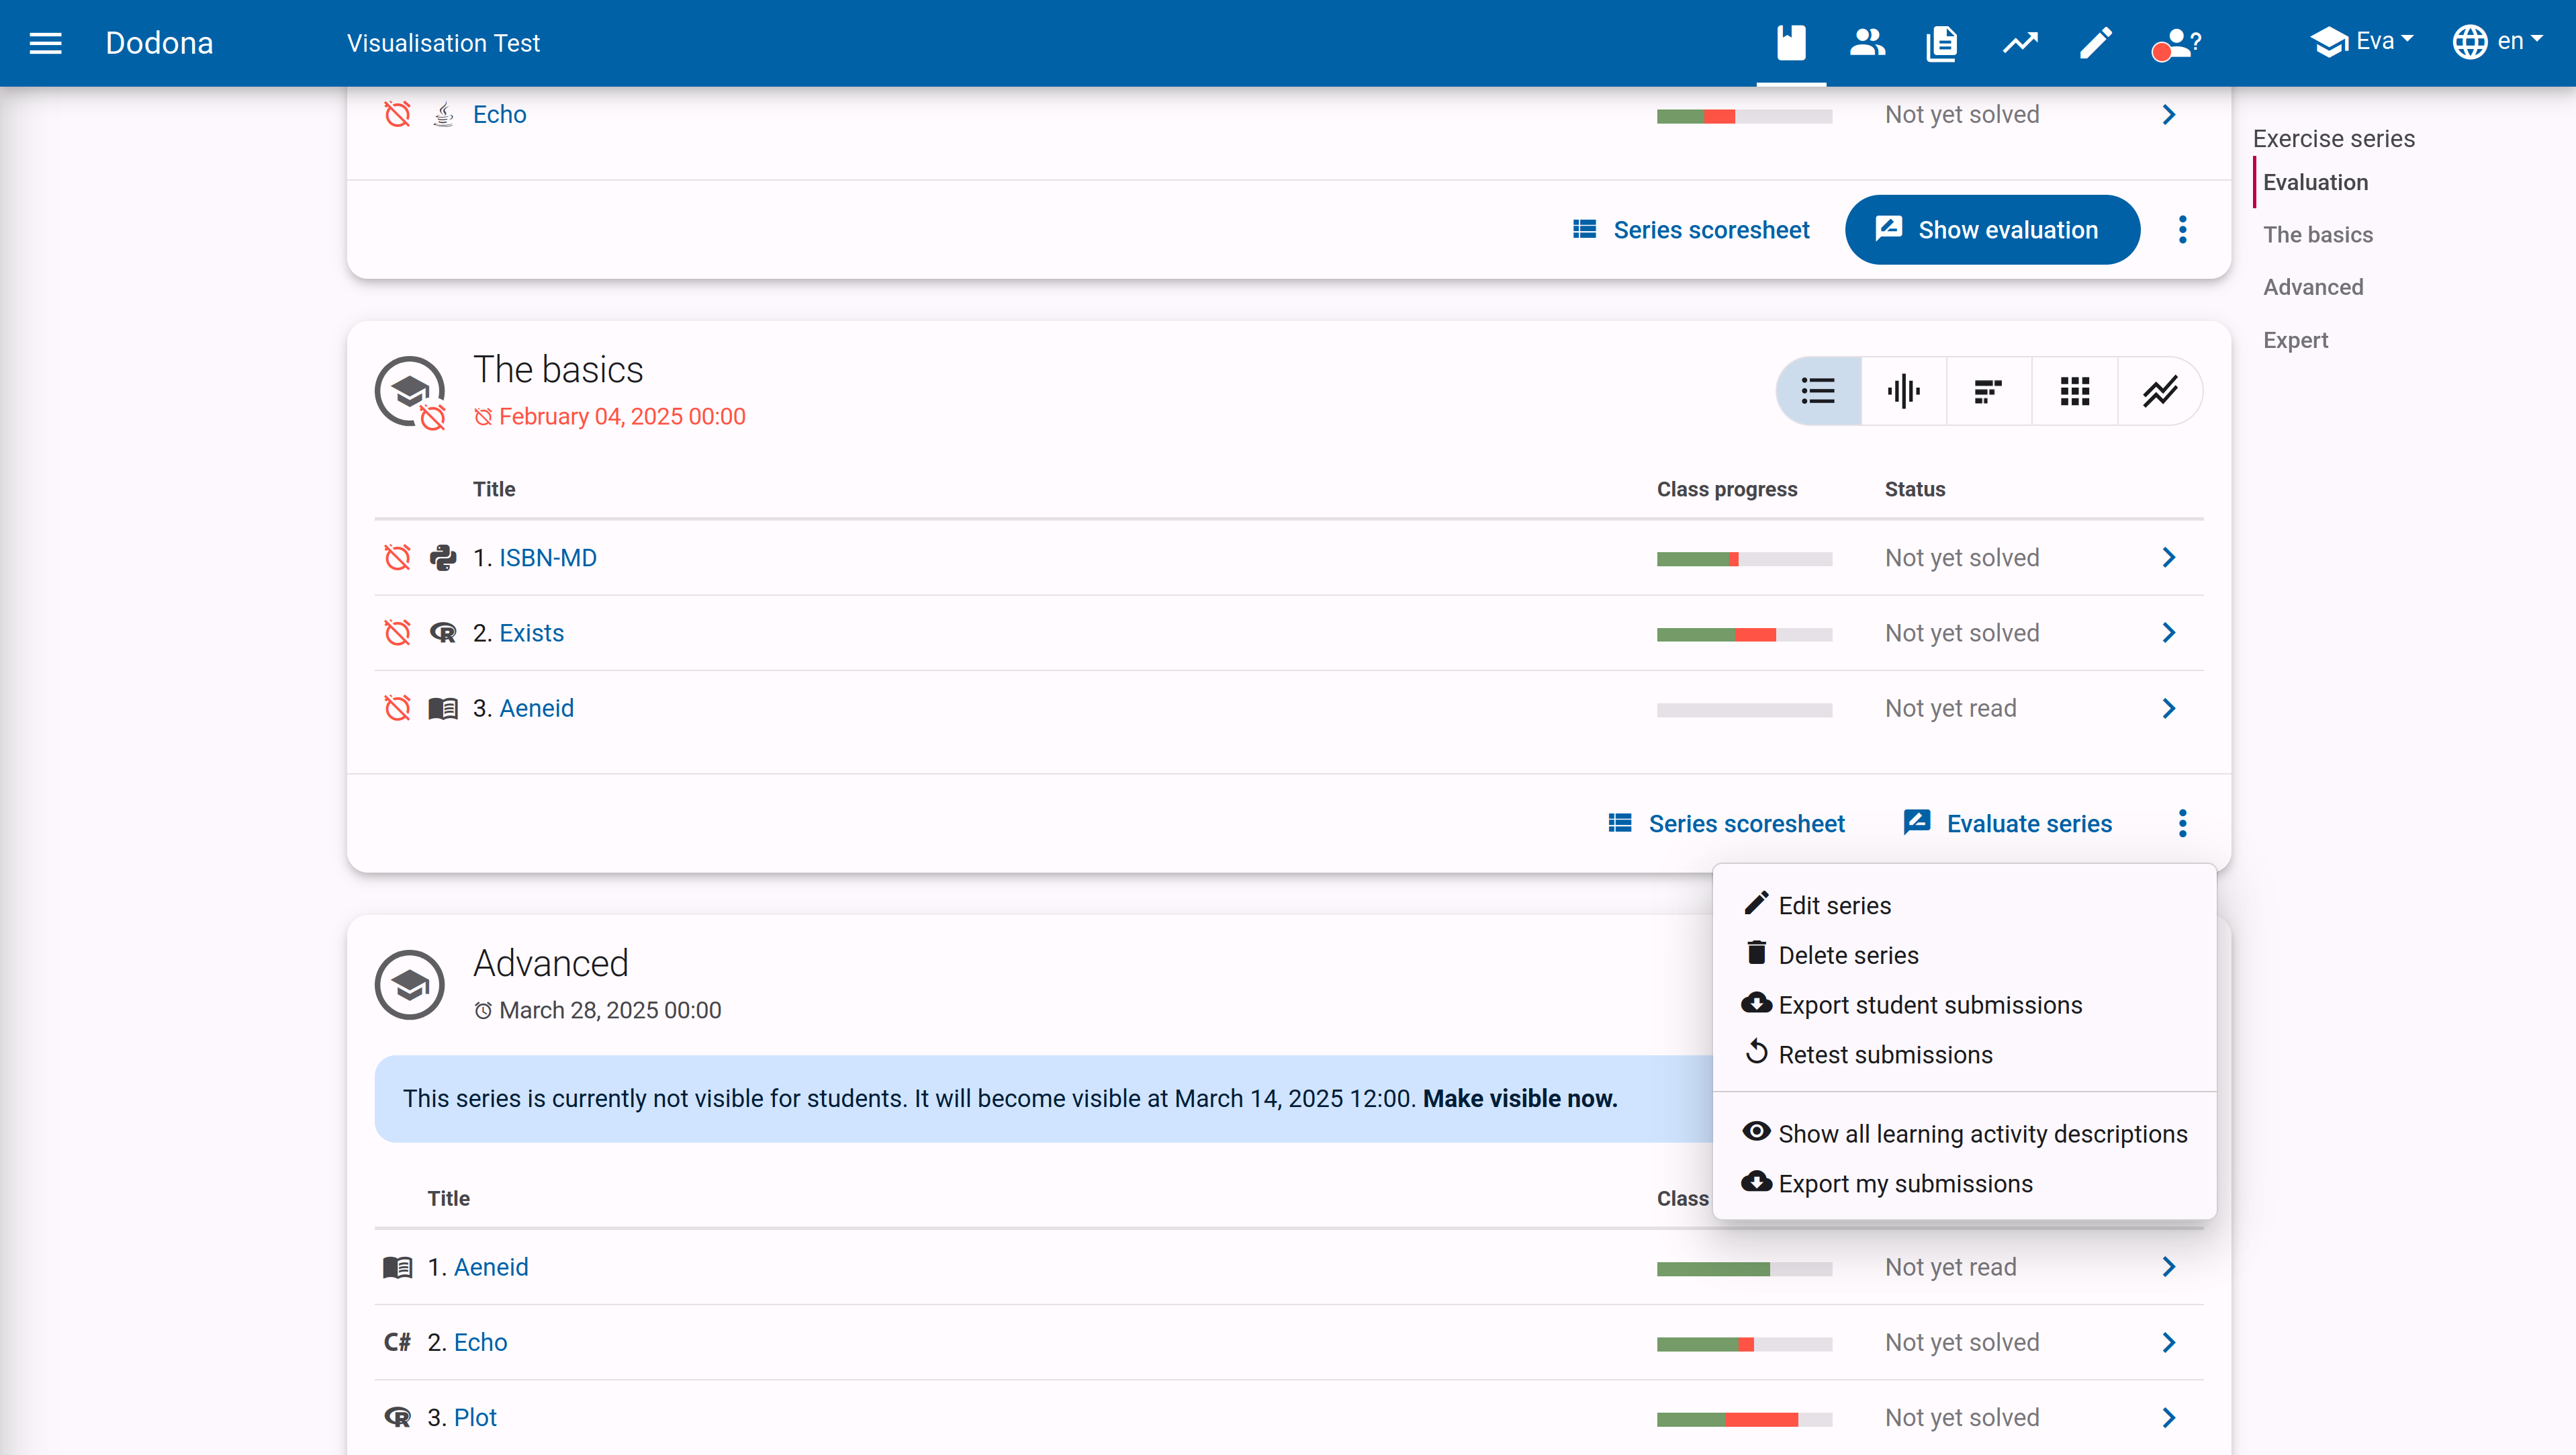 Dodona
Visualisation Test
?
Eva
en
Echo
Not yet solved
Series scoresheet
Show evaluation
Exercise series
Evaluation
The basics
Advanced
Expert
The basics
February 04, 2025 00:00
Title Class progress Status
1. ISBN-MD Not yet solved
R 2. Exists Not yet solved
3. Aeneid Not yet read
Series scoresheet
Evaluate series
Edit series
Delete series
Export student submissions
Retest submissions
Show all learning activity descriptions
Export my submissions
Advanced
March 28, 2025 00:00
This series is currently not visible for students. It will become visible at March 14, 2025 12:00. Make visible now.
Title Class
1. Aeneid Not yet read
C# 2. Echo Not yet solved
R 3. Plot Not yet solved